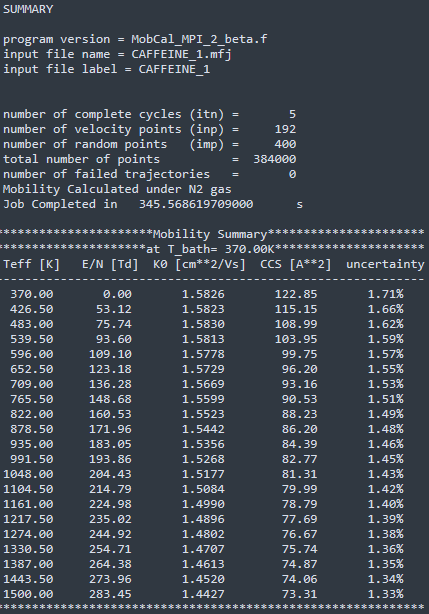 SUMMARY
program version = MobCal_MPI_2_beta.f
input file name = CAFFEINE_1.mfj
input file label = CAFFEINE_1
number of complete cycles (itn) = 5
number of velocity points (inp) = 192
number of random points (imp) = 400
total number of points = 384000
number of failed trajectories = 0
Mobility Calculated under N2 gas
Job Completed in 345.568619709000 s
***********************Mobility Summary************************
**********************at T_bath= 370.00K***********************
Teff [K] E/N [Td] K0 [cm**2/Vs] CCS [A**2] uncertainty
---------------------------------------------------------------
370.00 0.00 1.5826 122.85 1.71%
426.50 53.12 1.5823 115.15 1.66%
483.00 75.74 1.5830 108.99 1.62%
539.50 93.60 1.5813 103.95 1.59%
596.00 109.10 1.5778 99.75 1.57%
652.50 123.18 1.5729 96.20 1.55%
709.00 136.28 1.5669 93.16 1.53%
765.50 148.68 1.5599 90.53 1.51%
822.00 160.53 1.5523 88.23 1.49%
878.50 171.96 1.5442 86.20 1.48%
935.00 183.05 1.5356 84.39 1.46%
991.50 193.86 1.5268 82.77 1.45%
1048.00 204.43 1.5177 81.31 1.43%
1104.50 214.79 1.5084 79.99 1.42%
1161.00 224.98 1.4990 78.79 1.40%
1217.50 235.02 1.4896 77.69 1.39%
1274.00 244.92 1.4802 76.67 1.38%
1330.50 254.71 1.4707 75.74 1.36%
1387.00 264.38 1.4613 74.87 1.35%
1443.50 273.96 1.4520 74.06 1.34%
1500.00 283.45 1.4427 73.31 1.33%
***************************************************************